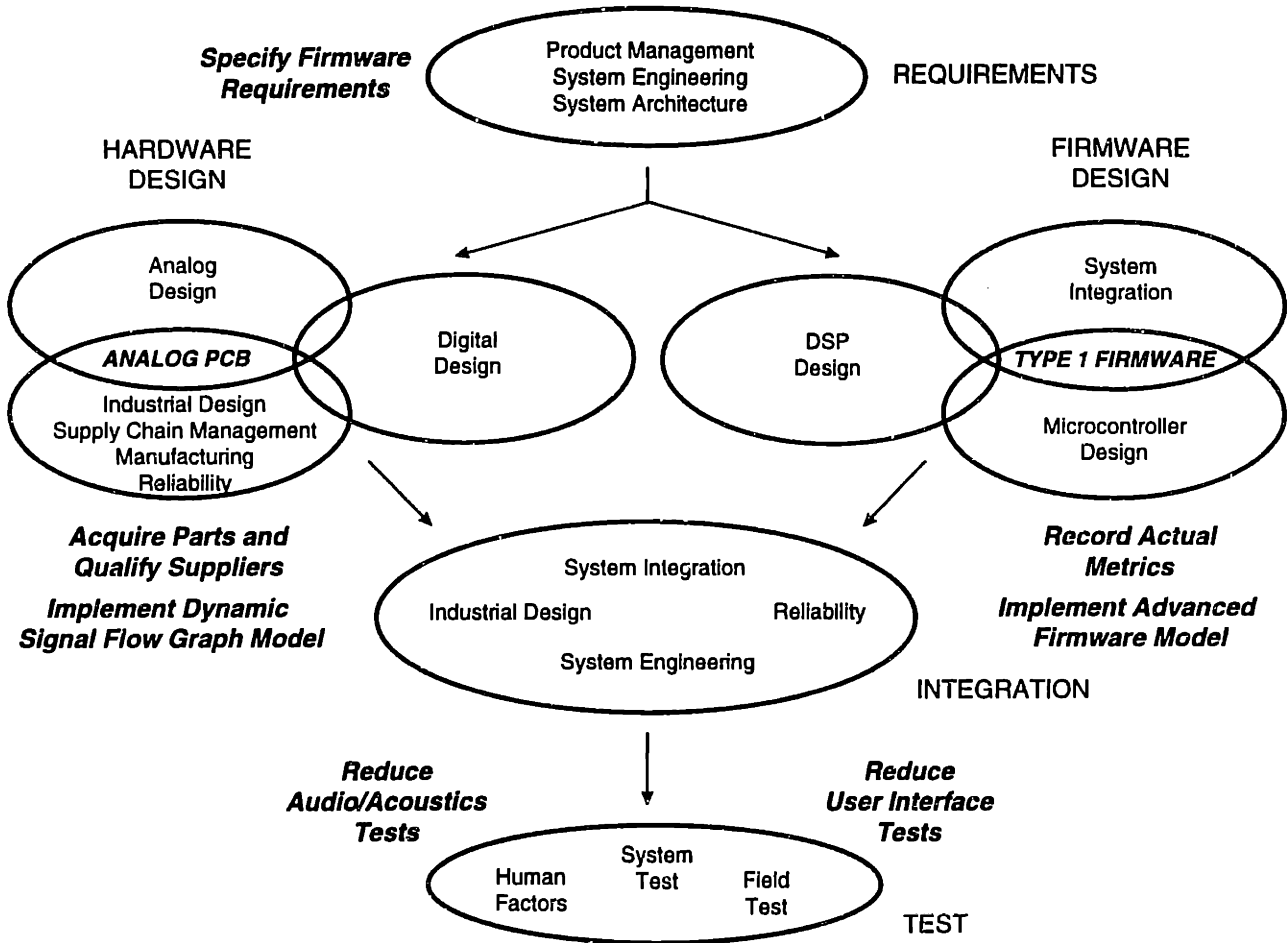 Specify Firmware
Requirements
Product Management
System Engineering
System Architecture
REQUIREMENTS
HARDWARE
DESIGN
FIRMWARE
DESIGN
Analog
Design
ANALOG PCB
Industrial Design
Supply Chain Management
Manufacturing
Reliability
Digital
Design
DSP
Design
System
Integration
TYPE 1 FIRMWARE
Microcontroller
Design
Acquire Parts and
Qualify Suppliers
Implement Dynamic
Signal Flow Graph Model
System Integration
Industrial Design
Reliability
System Engineering
Record Actual
Metrics
Implement Advanced
Firmware Model
INTEGRATION
Reduce
Audio/Acoustics
Tests
Reduce
User Interface
Tests
Human
Factors
System
Test
Field
Test
TEST